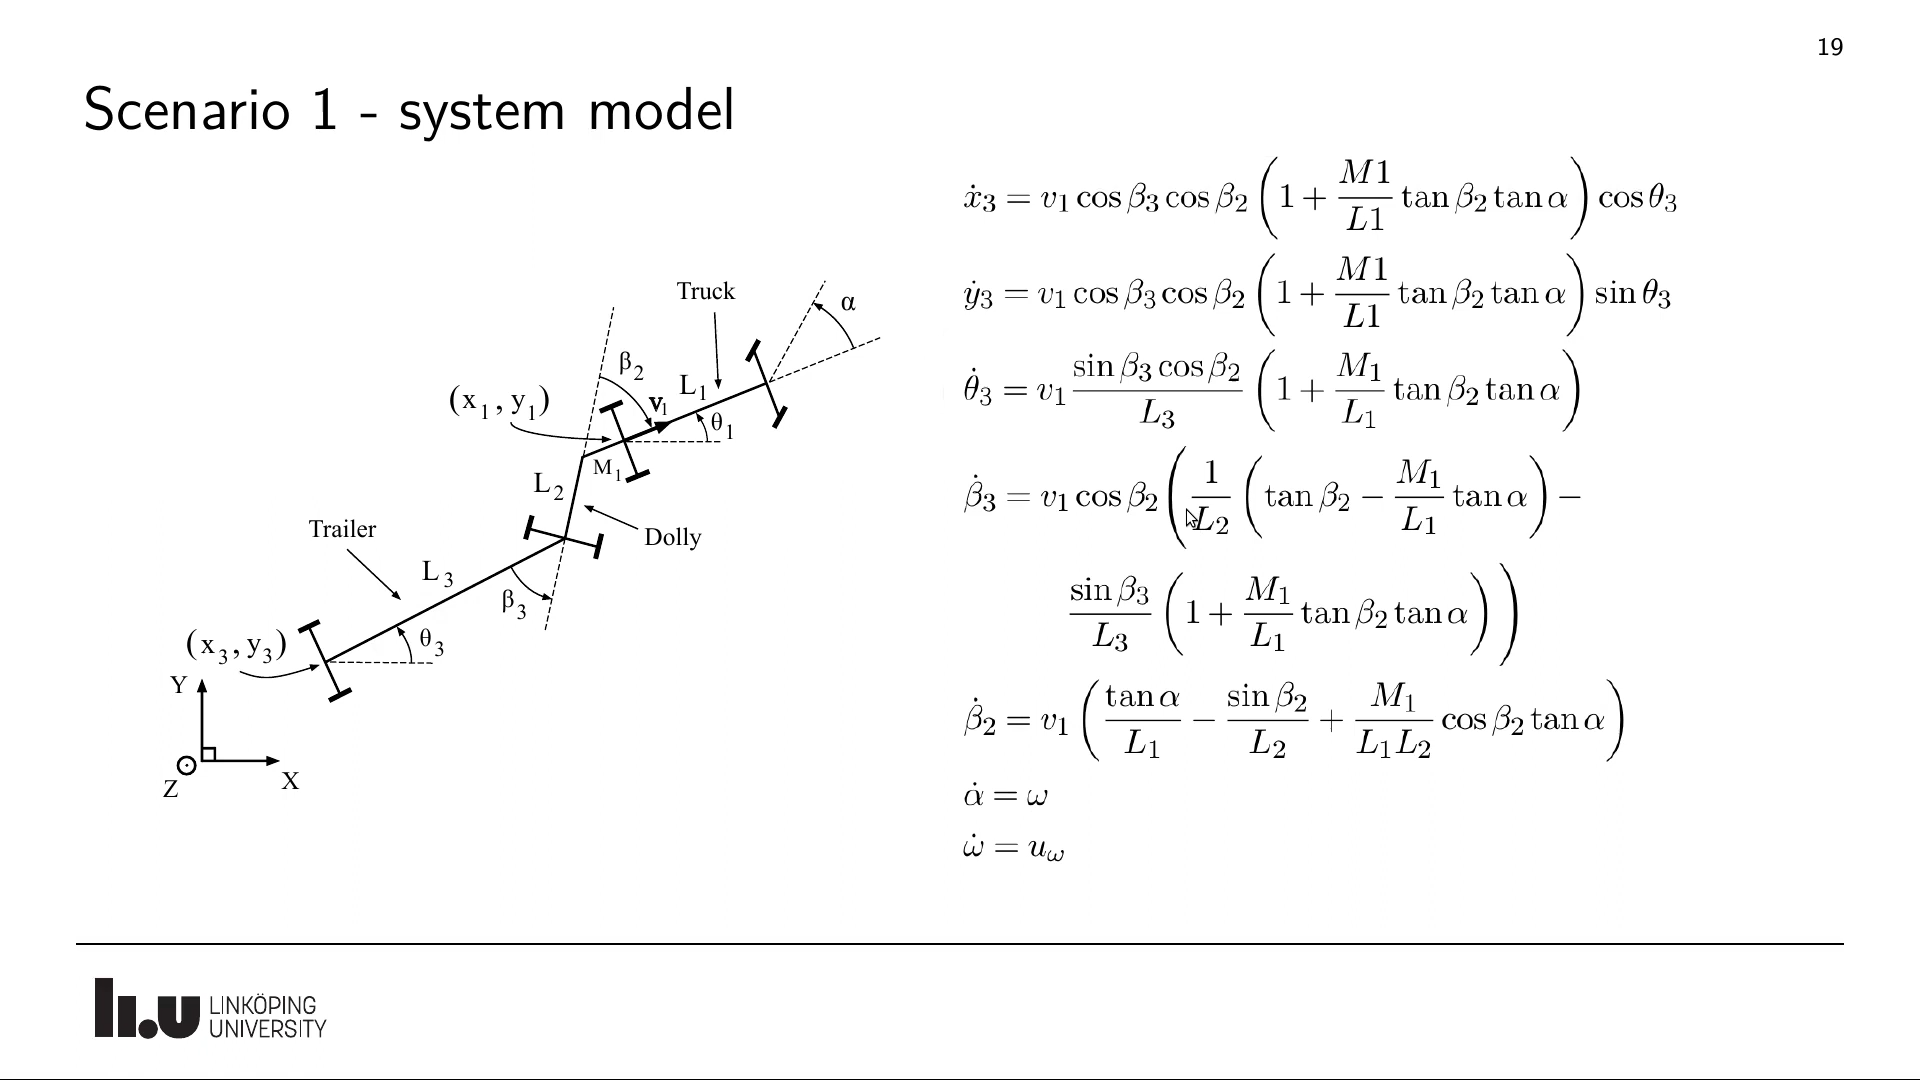 19
Scenario 1 - system model
ẋ₃ = v₁ cos β₃ cos β₂ (1 + M1/L1 tan β₂ tan α) cos θ₃
ẏ₃ = v₁ cos β₃ cos β₂ (1 + M1/L1 tan β₂ tan α) sin θ₃
θ̇₃ = v₁ sin β₃ cos β₂/L₃ (1 + M₁/L₁ tan β₂ tan α)
β̇₃ = v₁ cos β₂ (1/L₂ (tan β₂ − M₁/L₁ tan α) −
sin β₃/L₃ (1 + M₁/L₁ tan β₂ tan α))
β̇₂ = v₁ (tan α/L₁ − sin β₂/L₂ + M₁/(L₁L₂) cos β₂ tan α)
α̇ = ω
ω̇ = u_ω
Truck
α
β₂
L₁
(x₁, y₁)
v₁
θ₁
M₁
L₂
Trailer
Dolly
L₃
β₃
θ₃
(x₃, y₃)
Y
X
Z
li.u LINKÖPING
UNIVERSITY